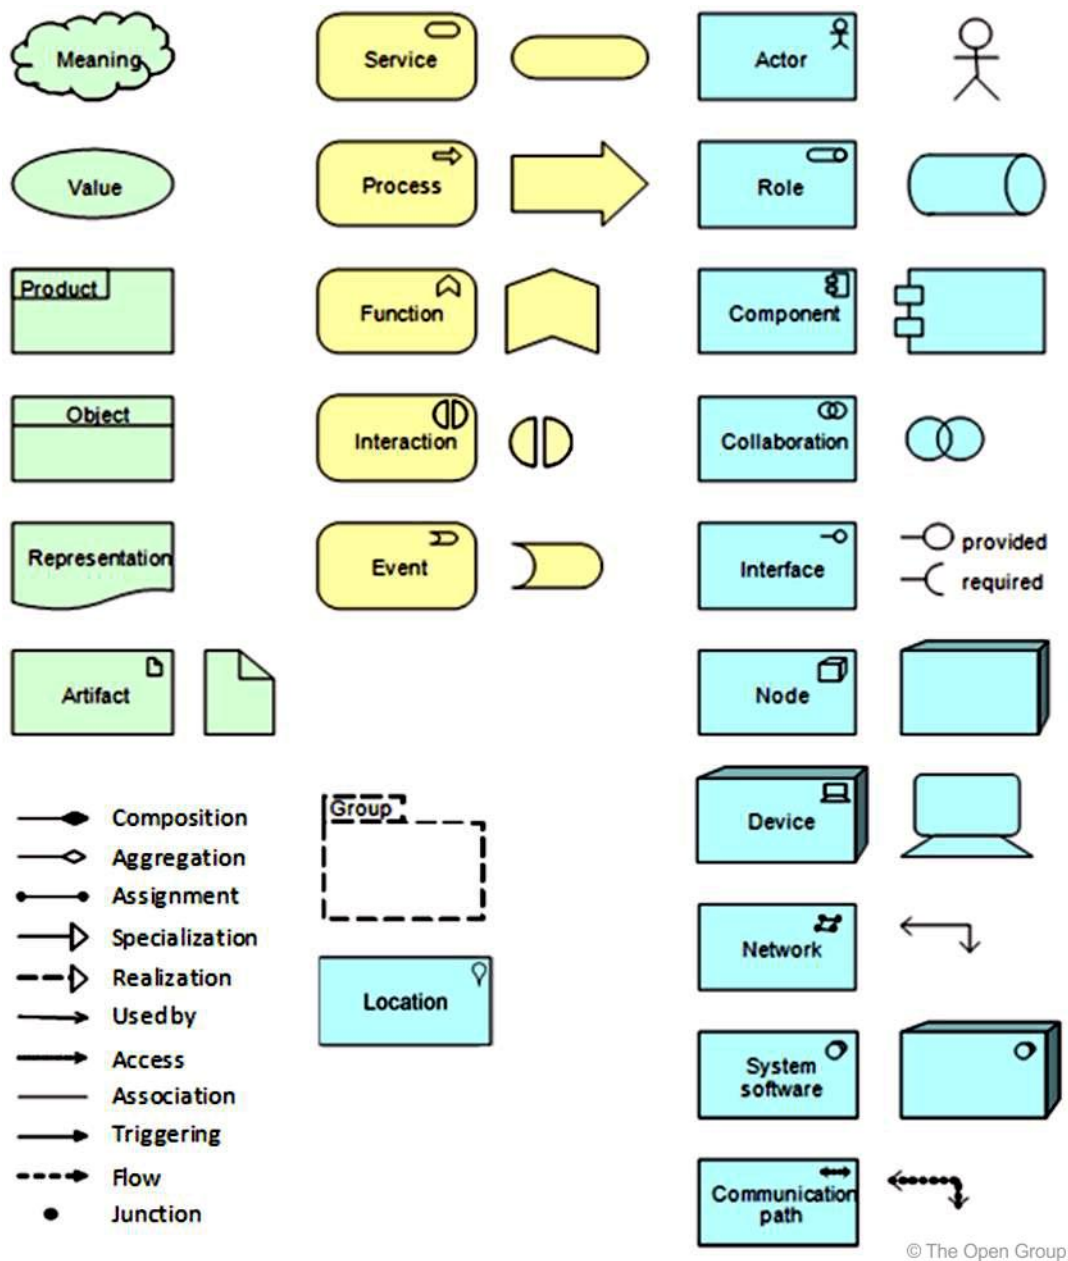 Meaning
Service
Actor
Value
Process
Role
Product
Function
Component
Object
Interaction
Collaboration
Representation
Event
Interface
provided
required
Artifact
Node
Composition
Aggregation
Assignment
Specialization
Realization
Used by
Access
Association
Triggering
Flow
Junction
Group
Location
Device
Network
System
software
Communication
path
© The Open Group